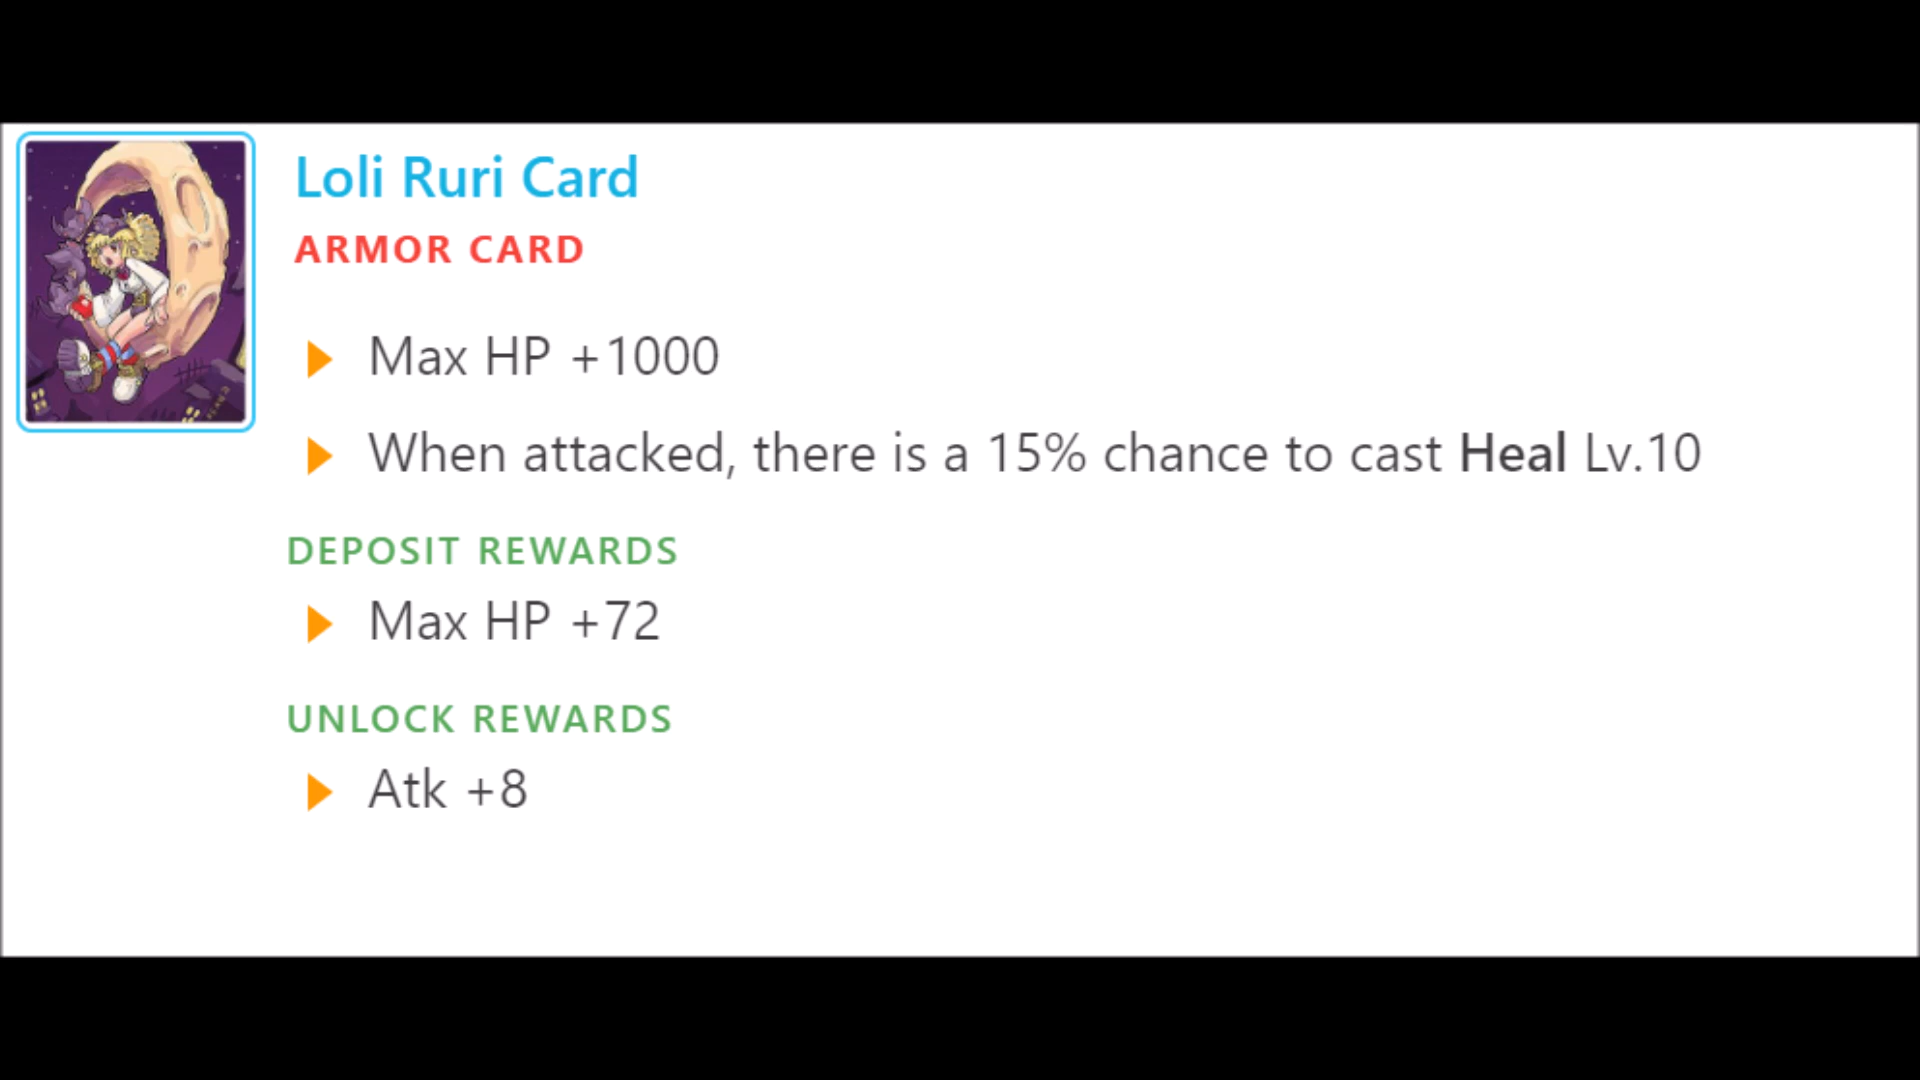 Loli Ruri Card
ARMOR CARD
Max HP +1000
When attacked, there is a 15% chance to cast Heal Lv.10
DEPOSIT REWARDS
Max HP +72
UNLOCK REWARDS
Atk +8